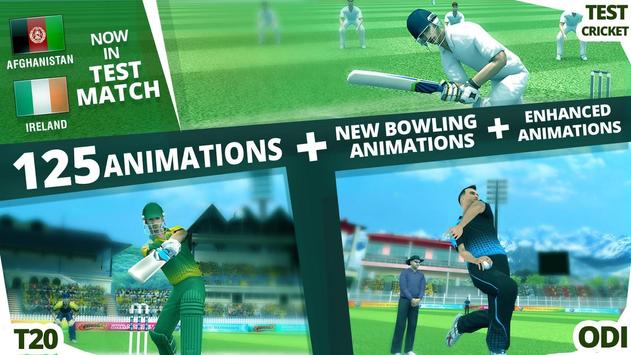 AFGHANISTAN
IRELAND
NOW
IN
TEST
MATCH
TEST
CRICKET
125 ANIMATIONS + NEW BOWLING
ANIMATIONS + ENHANCED
ANIMATIONS
T20
ODI